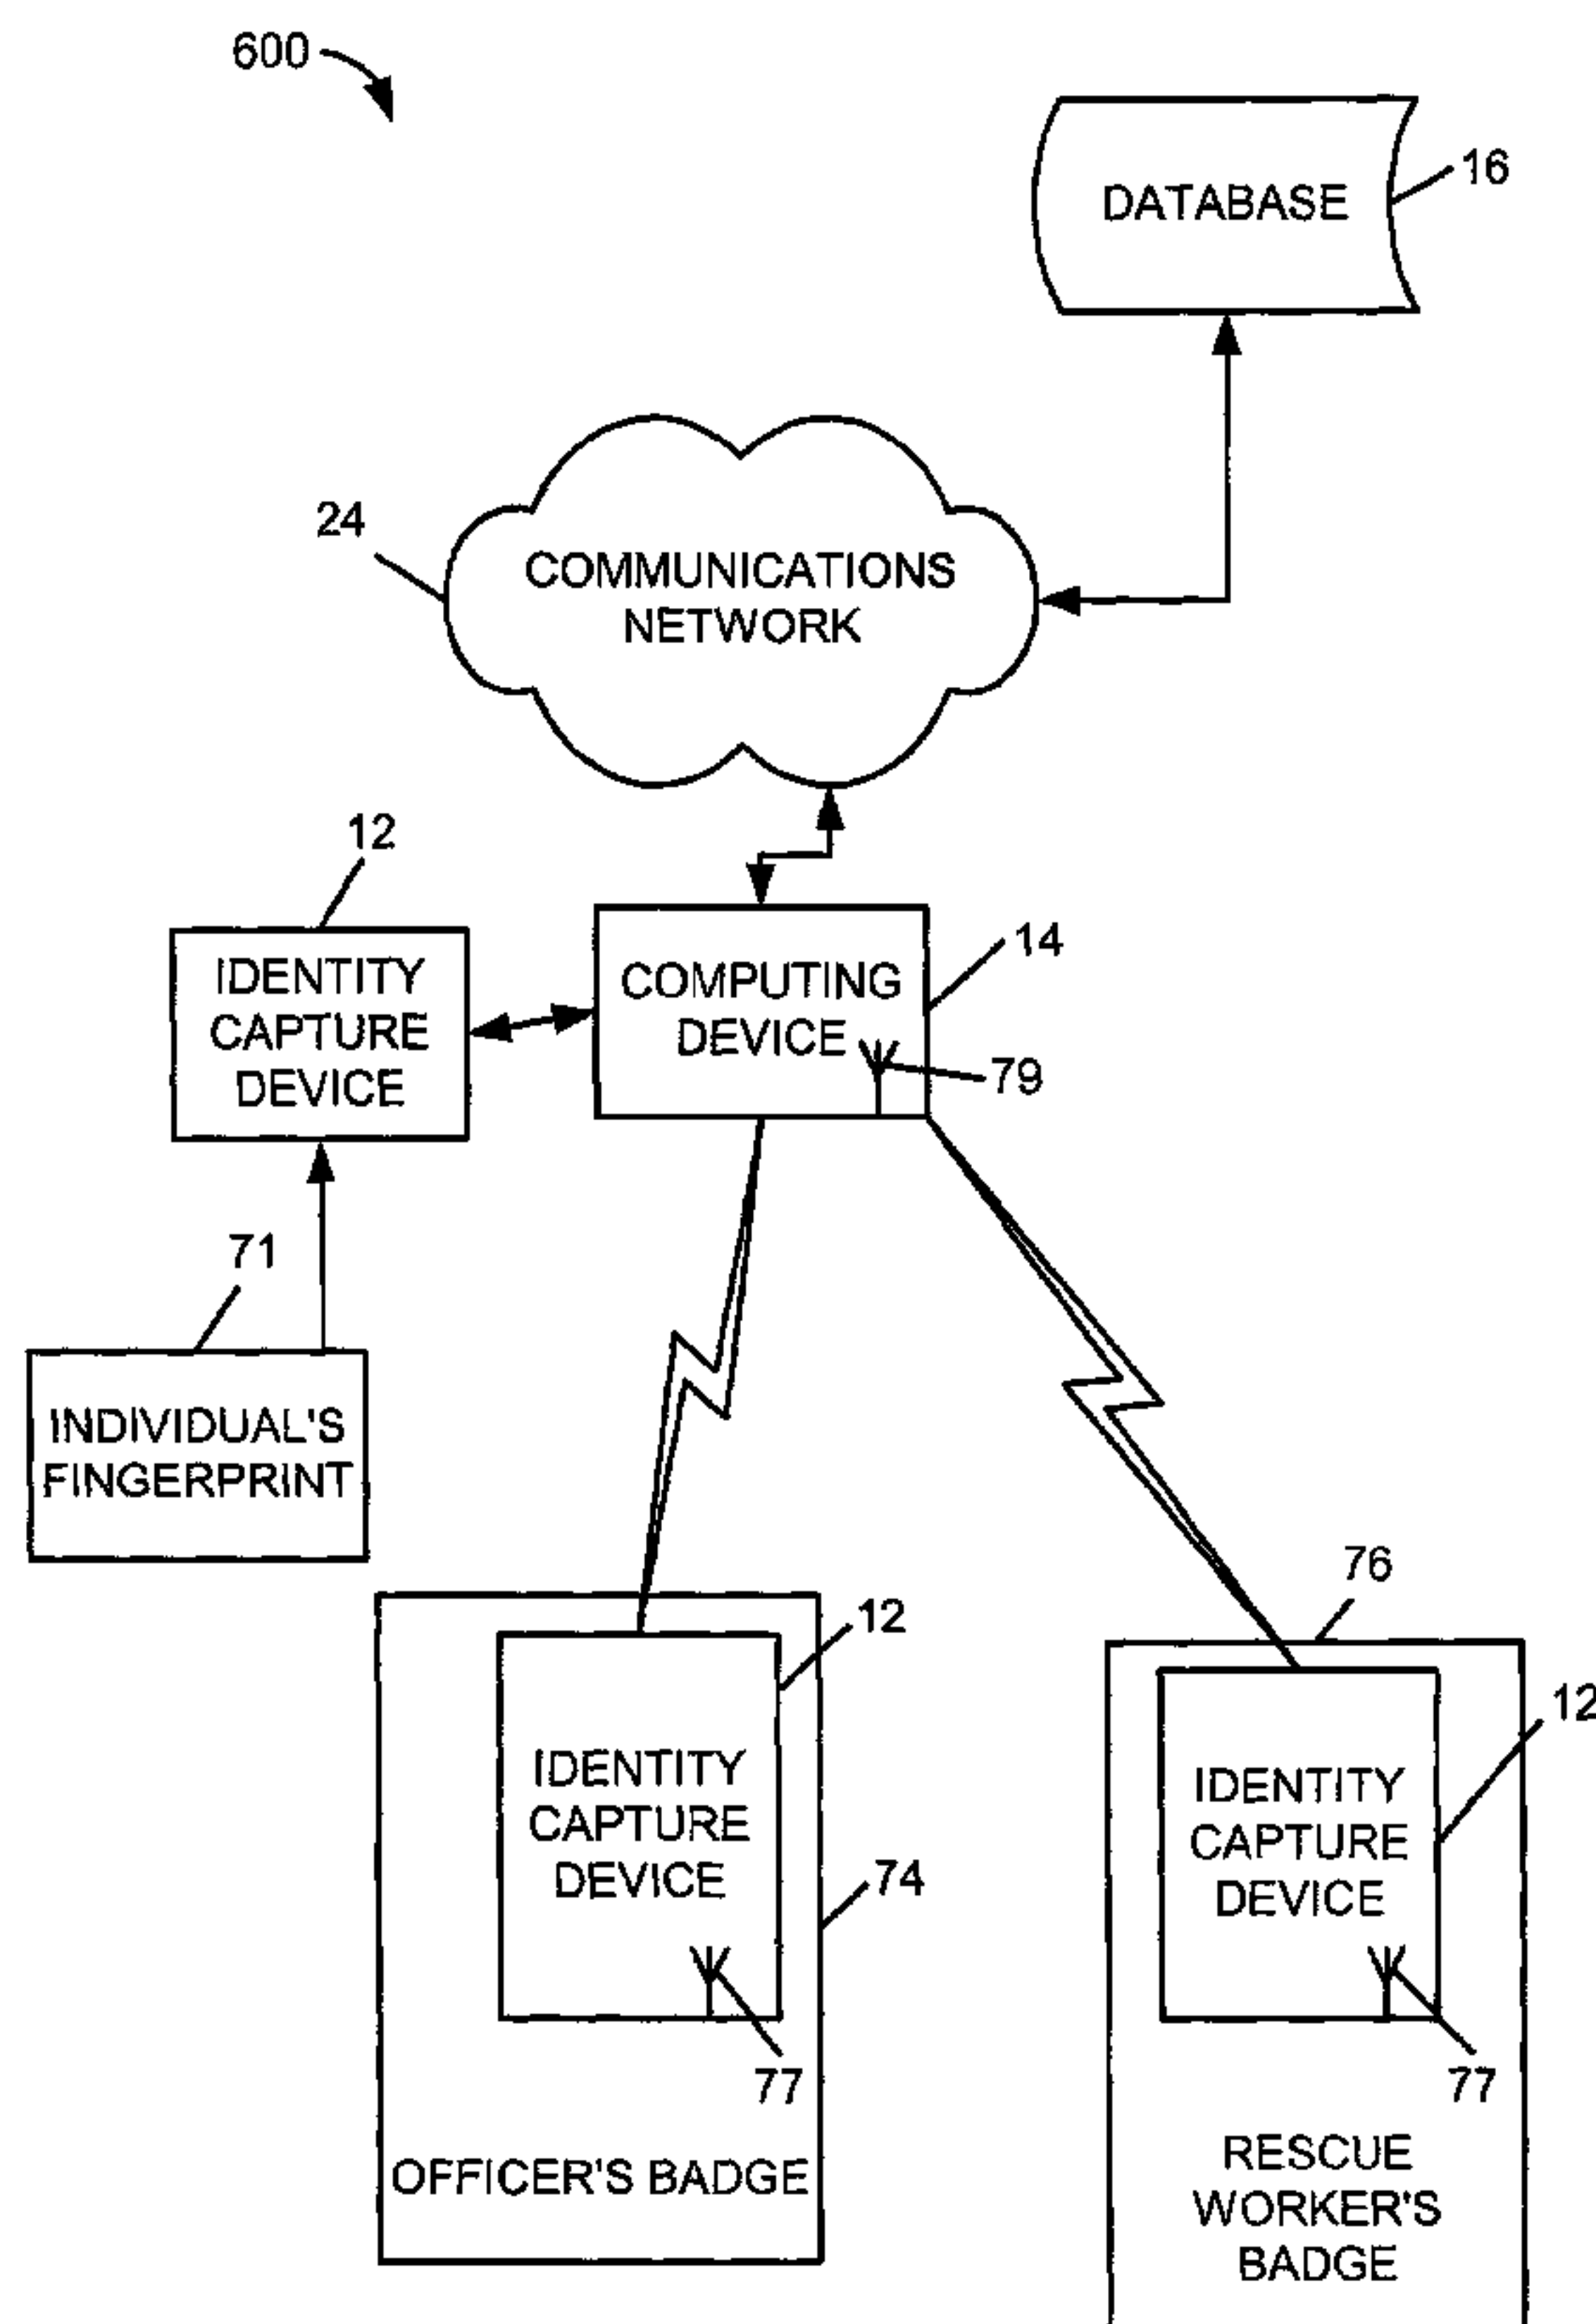 600
DATABASE
16
24
COMMUNICATIONS
NETWORK
12
IDENTITY
CAPTURE
DEVICE
COMPUTING
DEVICE
14
79
71
INDIVIDUAL'S
FINGERPRINT
12
IDENTITY
CAPTURE
DEVICE
74
77
OFFICER'S BADGE
76
12
IDENTITY
CAPTURE
DEVICE
77
RESCUE
WORKER'S
BADGE